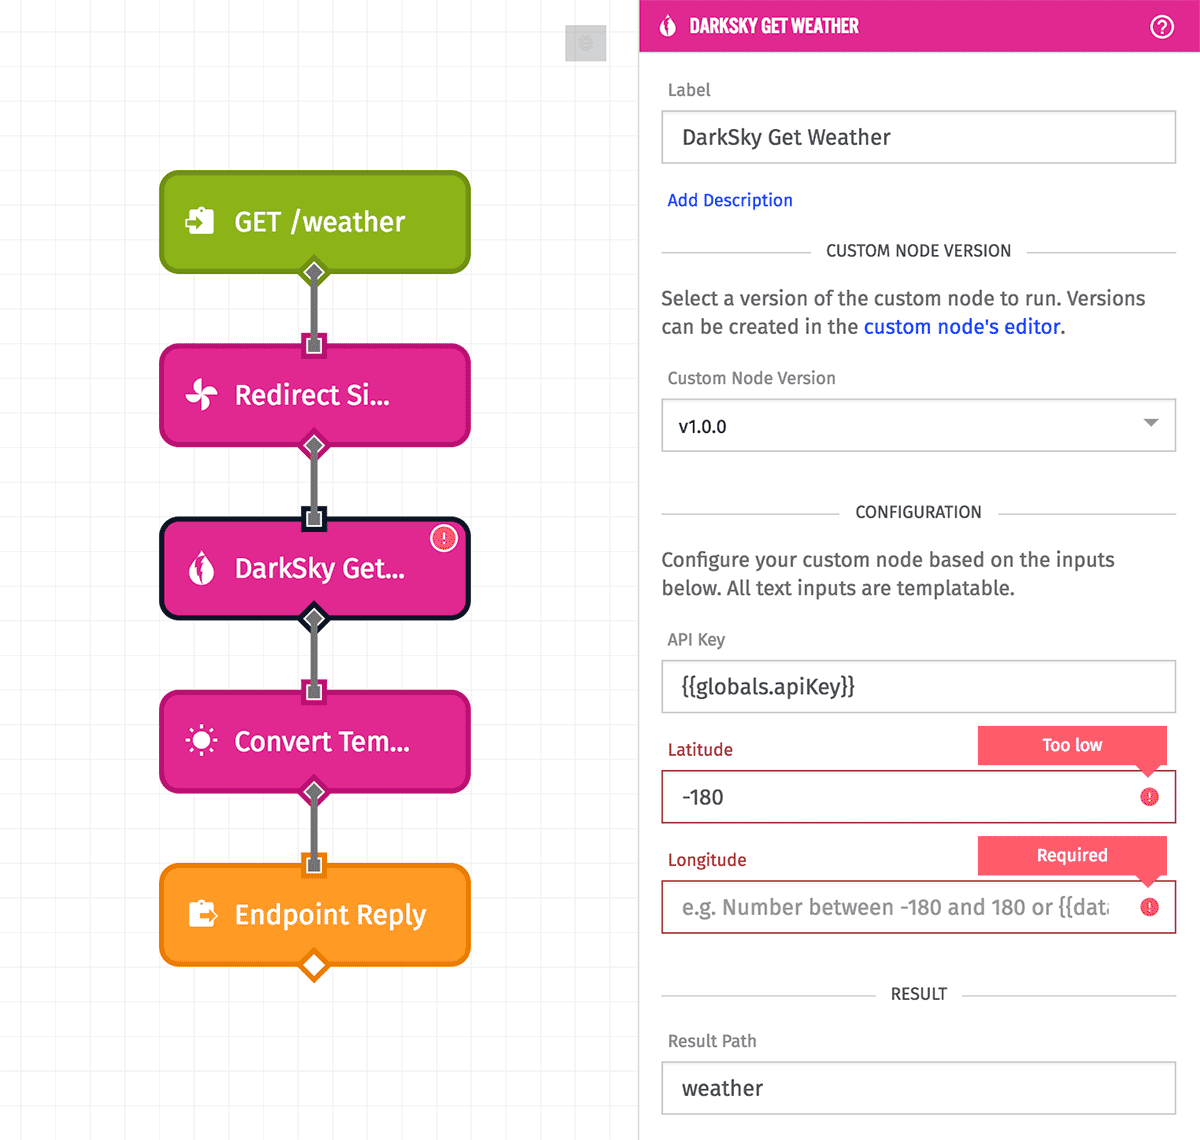 GET /weather
Redirect Si...
DarkSky Get...
Convert Tem...
Endpoint Reply
DARKSKY GET WEATHER
Label
DarkSky Get Weather
Add Description
CUSTOM NODE VERSION
Select a version of the custom node to run. Versions
can be created in the custom node's editor.
Custom Node Version
v1.0.0
CONFIGURATION
Configure your custom node based on the inputs
below. All text inputs are templatable.
API Key
{{globals.apiKey}}
Latitude
Too low
-180
Longitude
Required
e.g. Number between -180 and 180 or {{data
RESULT
Result Path
weather